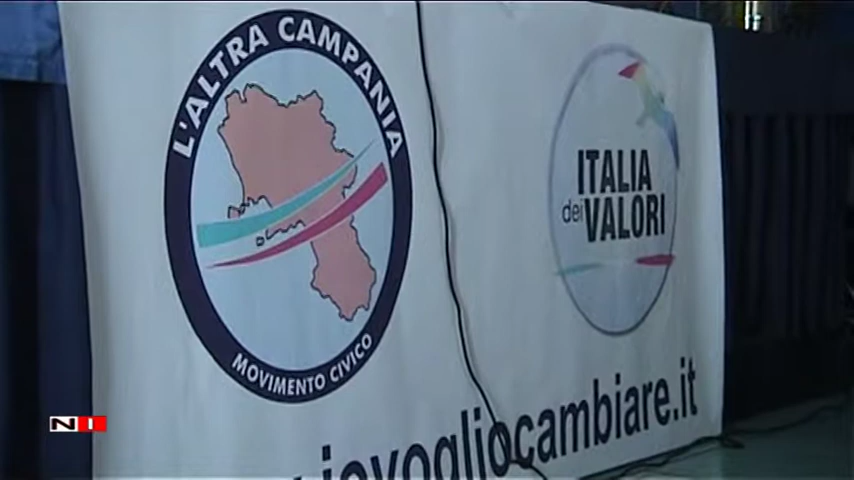 L'ALTRA CAMPANIA
MOVIMENTO CIVICO
ITALIA
dei VALORI
iovogliocambiare.it
NI